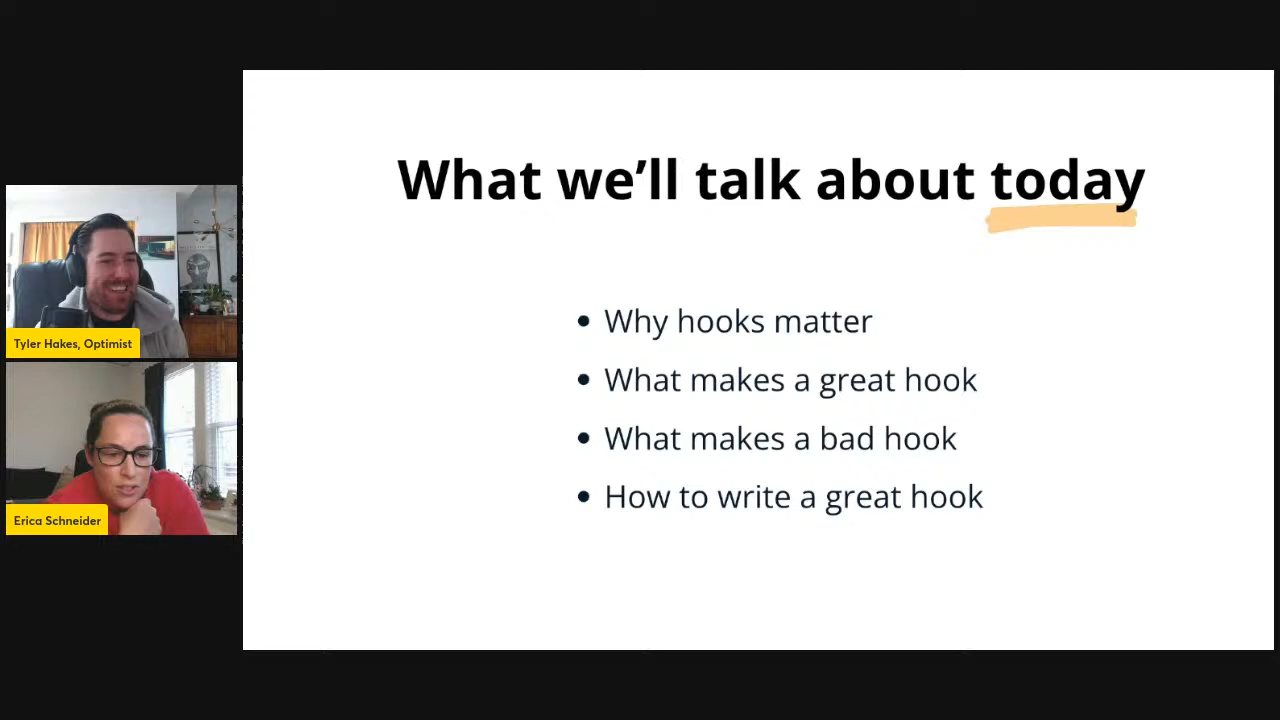 What we’ll talk about today
• Why hooks matter
• What makes a great hook
• What makes a bad hook
• How to write a great hook
Tyler Hakes, Optimist
Erica Schneider